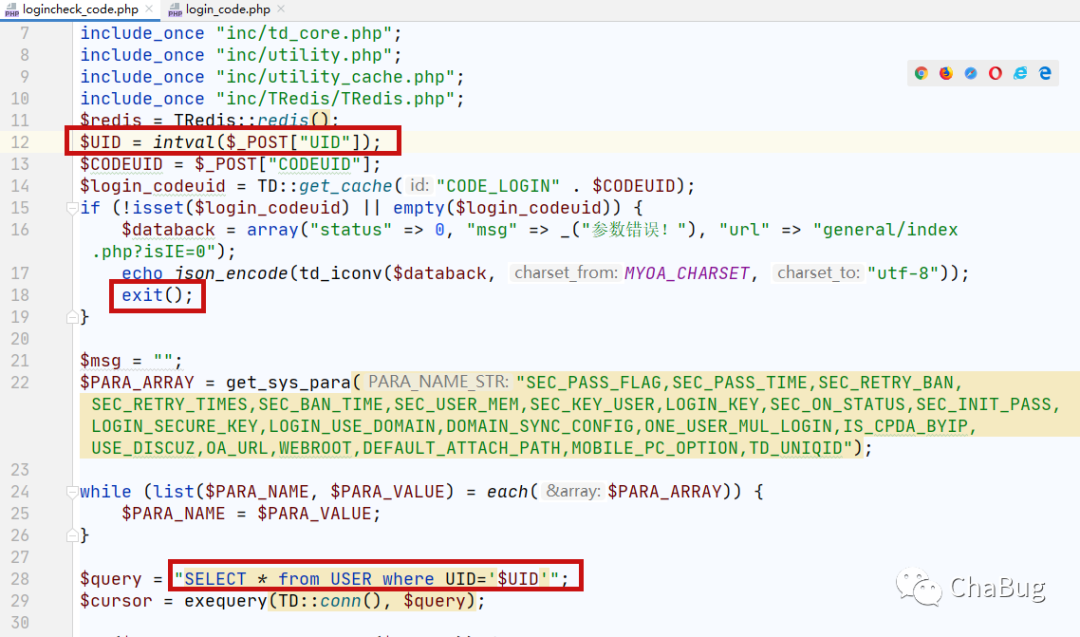 logincheck_code.php × login_code.php ×
7 include_once "inc/td_core.php";
8 include_once "inc/utility.php";
9 include_once "inc/utility_cache.php";
10 include_once "inc/TRedis/TRedis.php";
11 $redis = TRedis::redis();
12 $UID = intval($_POST["UID"]);
13 $CODEUID = $_POST["CODEUID"];
14 $login_codeuid = TD::get_cache( id: "CODE_LOGIN" . $CODEUID);
15 if (!isset($login_codeuid) || empty($login_codeuid)) {
16 $databack = array("status" => 0, "msg" => _("参数错误！"), "url" => "general/index
.php?isIE=0");
17 echo json_encode(td_iconv($databack, charset_from: MYOA_CHARSET, charset_to: "utf-8"));
18 exit();
19 }
20
21 $msg = "";
22 $PARA_ARRAY = get_sys_para( PARA_NAME_STR: "SEC_PASS_FLAG,SEC_PASS_TIME,SEC_RETRY_BAN,
SEC_RETRY_TIMES,SEC_BAN_TIME,SEC_USER_MEM,SEC_KEY_USER,LOGIN_KEY,SEC_ON_STATUS,SEC_INIT_PASS,
LOGIN_SECURE_KEY,LOGIN_USE_DOMAIN,DOMAIN_SYNC_CONFIG,ONE_USER_MUL_LOGIN,IS_CPDA_BYIP,
USE_DISCUZ,OA_URL,WEBROOT,DEFAULT_ATTACH_PATH,MOBILE_PC_OPTION,TD_UNIQID");
23
24 while (list($PARA_NAME, $PARA_VALUE) = each( &array: $PARA_ARRAY)) {
25 $PARA_NAME = $PARA_VALUE;
26 }
27
28 $query = "SELECT * from USER where UID='$UID'";
29 $cursor = exequery(TD::conn(), $query);
30
ChaBug